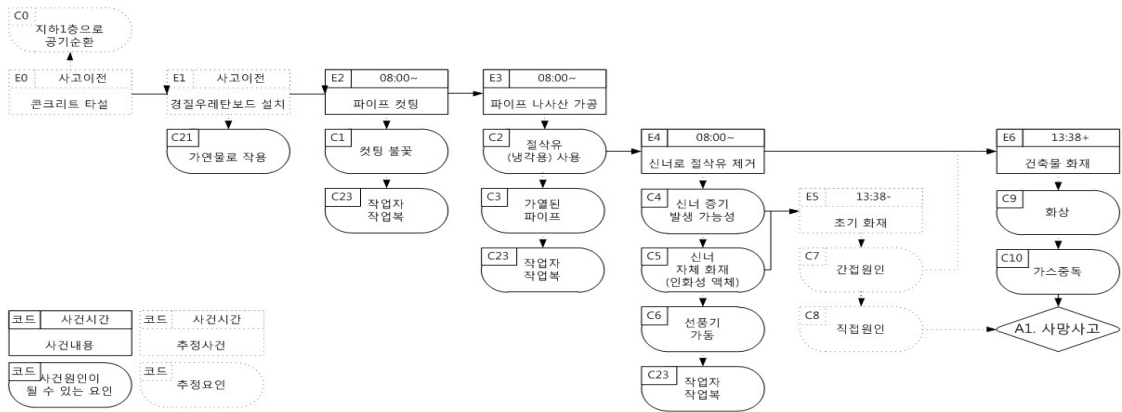 C0
지하1층으로
공기순환
E0 사고이전
콘크리트 타설
E1 사고이전
경질우레탄보드 설치
C21
가연물로 작용
E2 08:00~
파이프 컷팅
C1
컷팅 불꽃
C23
작업자
작업복
E3 08:00~
파이프 나사산 가공
C2
절삭유
(냉각용) 사용
C3
가열된
파이프
C23
작업자
작업복
E4 08:00~
신너로 절삭유 제거
C4
신너 증기
발생 가능성
C5
신너
자체 화재
(인화성 액체)
C6
선풍기
가동
C23
작업자
작업복
E5 13:38-
초기 화재
C7
간접원인
C8
직접원인
E6 13:38+
건축물 화재
C9
화상
C10
가스중독
A1. 사망사고
코드 사건시간
사건내용
코드 사건시간
추정사건
코드
사건원인이
될 수 있는 요인
코드
추정요인